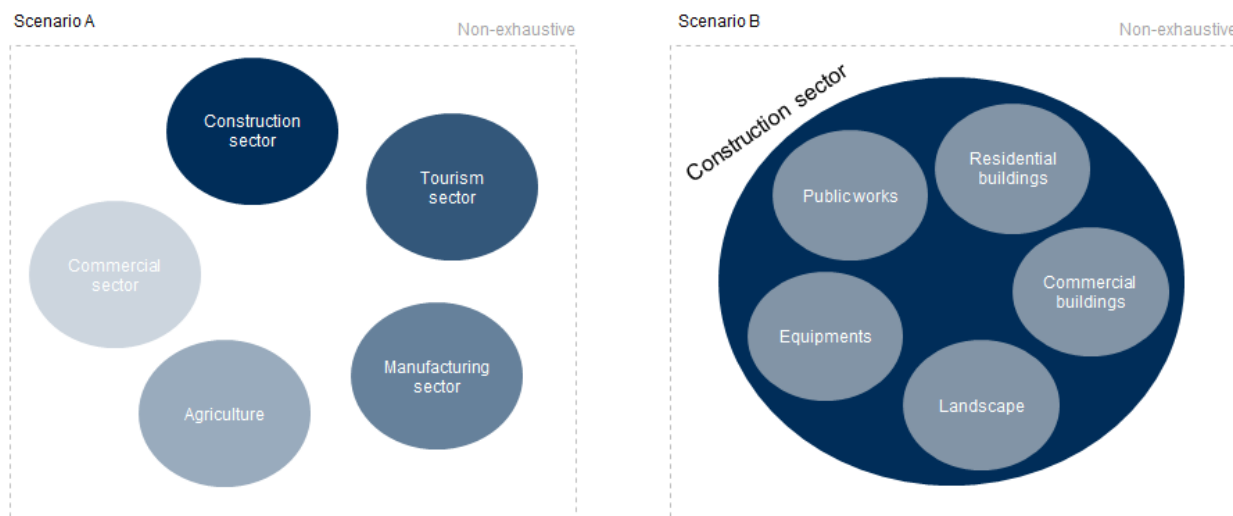 Scenario A
Non-exhaustive
Construction
sector
Tourism
sector
Commercial
sector
Manufacturing
sector
Agriculture
Scenario B
Non-exhaustive
Construction sector
Residential
buildings
Public works
Commercial
buildings
Equipments
Landscape